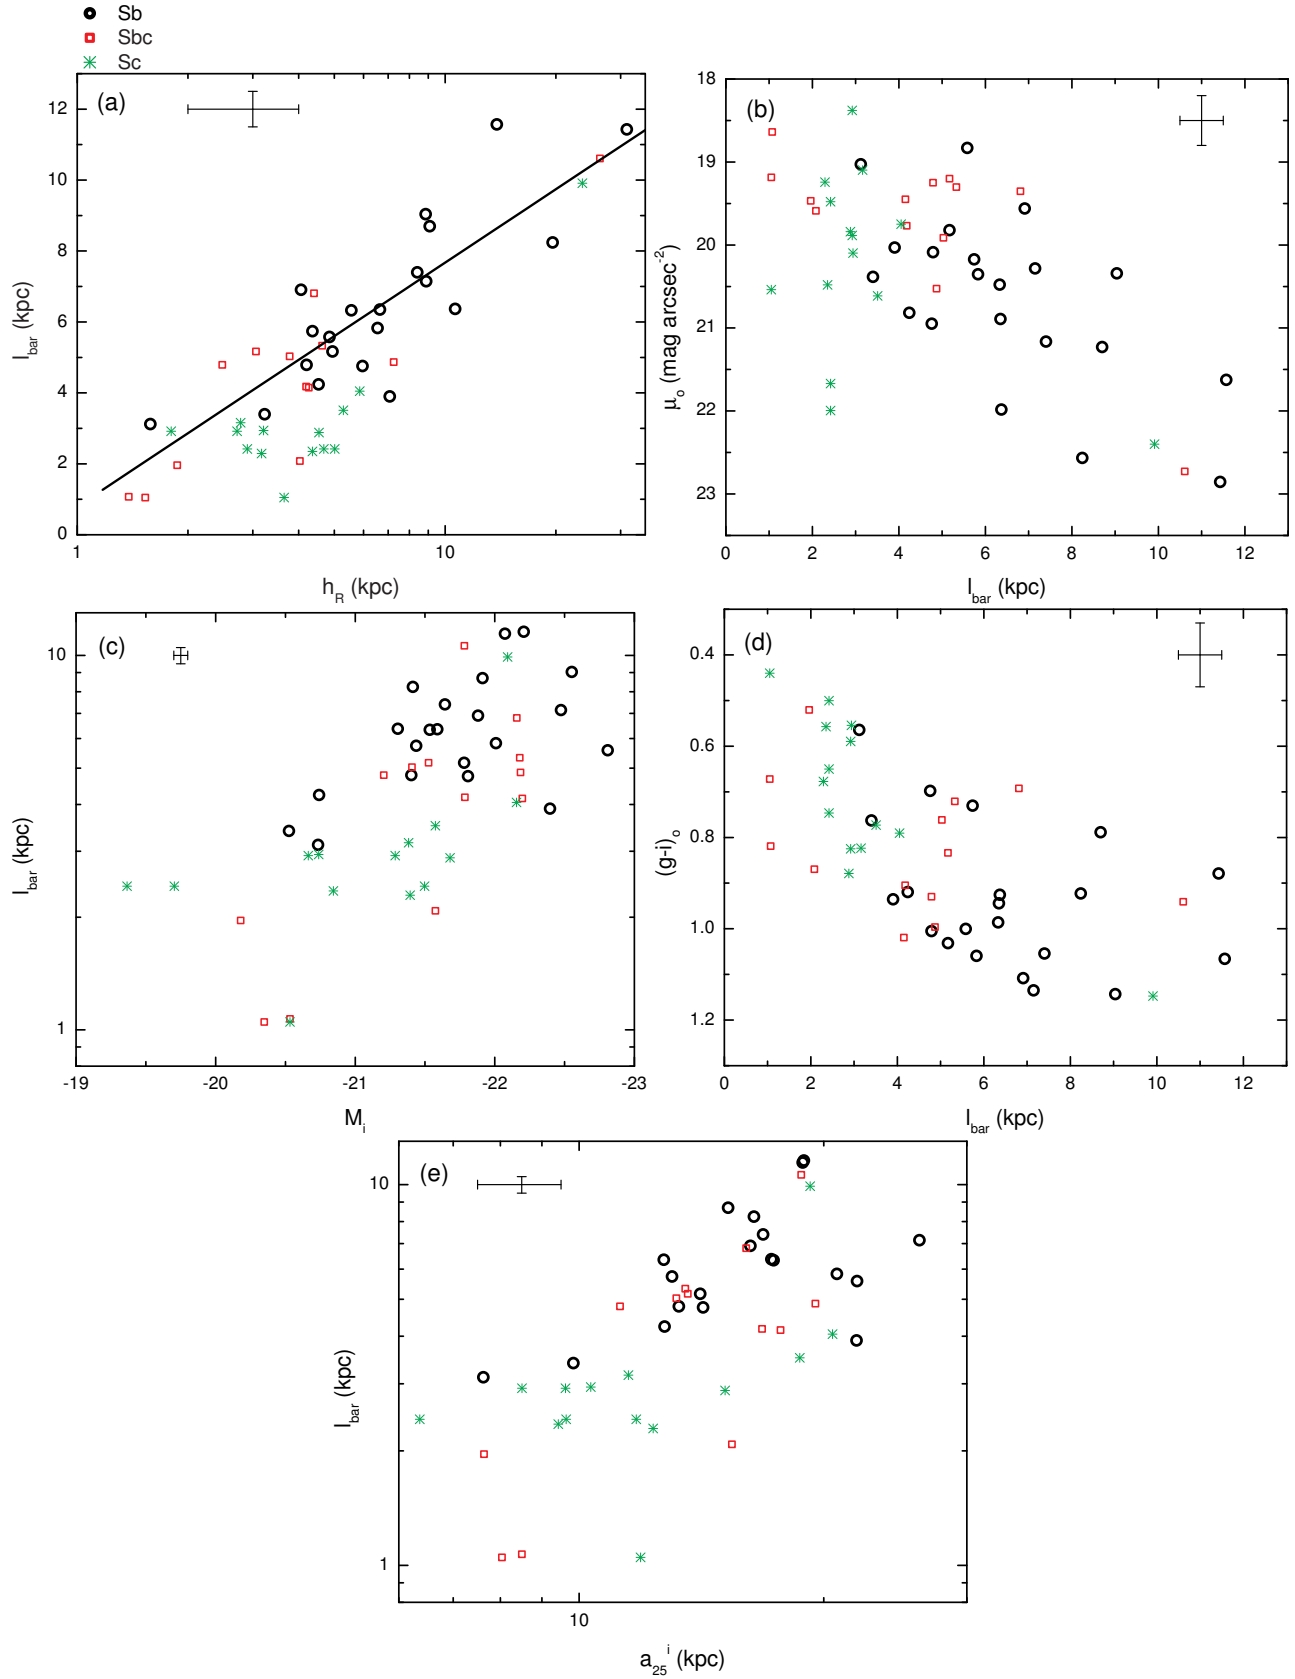 Sb
Sbc
Sc
(a)
12
10
8
6
4
2
0
1 10
l_bar (kpc)
h_R (kpc)
(b)
18
19
20
21
22
23
0 2 4 6 8 10 12
μ_o (mag arcsec^-2)
l_bar (kpc)
(c)
10
1
-19 -20 -21 -22 -23
l_bar (kpc)
M_i
(d)
0.4
0.6
0.8
1.0
1.2
0 2 4 6 8 10 12
(g-i)_o
l_bar (kpc)
(e)
10
1
10
l_bar (kpc)
a_25^i (kpc)